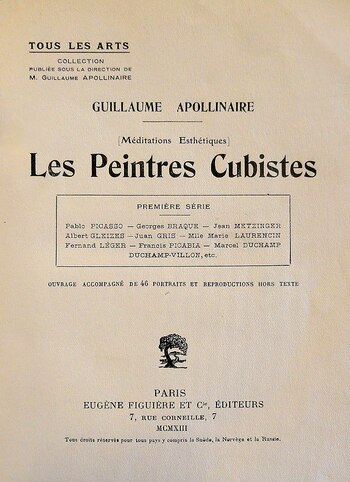 TOUS LES ARTS
COLLECTION
PUBLIÉE SOUS LA DIRECTION DE
M. GUILLAUME APOLLINAIRE
GUILLAUME APOLLINAIRE
[Méditations Esthétiques]
Les Peintres Cubistes
PREMIÈRE SÉRIE
Pablo PICASSO — Georges BRAQUE — Jean METZINGER
Albert GLEIZES — Juan GRIS — Mlle Marie LAURENCIN
Fernand LÉGER — Francis PICABIA — Marcel DUCHAMP
DUCHAMP-VILLON, etc.
OUVRAGE ACCOMPAGNÉ DE 46 PORTRAITS ET REPRODUCTIONS HORS TEXTE
PARIS
EUGÈNE FIGUIÈRE ET Cie, ÉDITEURS
7, RUE CORNEILLE, 7
MCMXIII
Tous droits réservés pour tous pays y compris la Suède, la Norvège et la Russie.